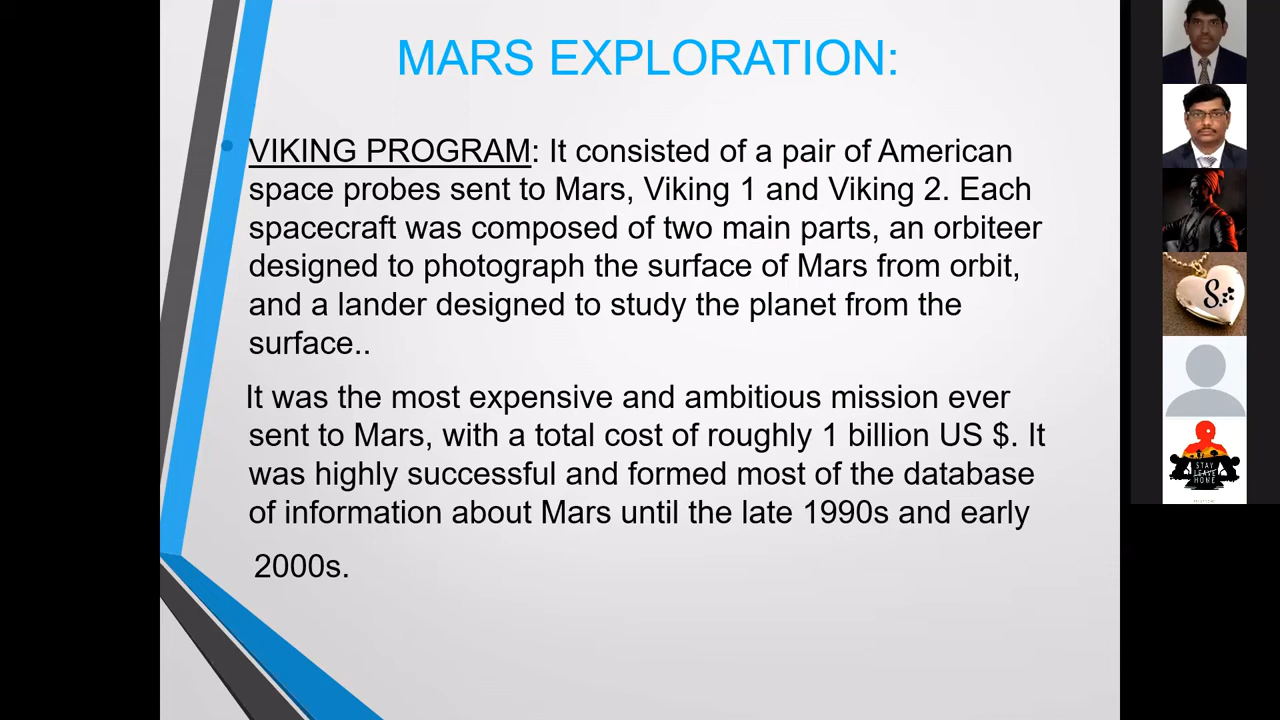 MARS EXPLORATION:
• VIKING PROGRAM: It consisted of a pair of American
space probes sent to Mars, Viking 1 and Viking 2. Each
spacecraft was composed of two main parts, an orbiteer
designed to photograph the surface of Mars from orbit,
and a lander designed to study the planet from the
surface..
It was the most expensive and ambitious mission ever
sent to Mars, with a total cost of roughly 1 billion US $. It
was highly successful and formed most of the database
of information about Mars until the late 1990s and early
2000s.
S
STAY
HOME